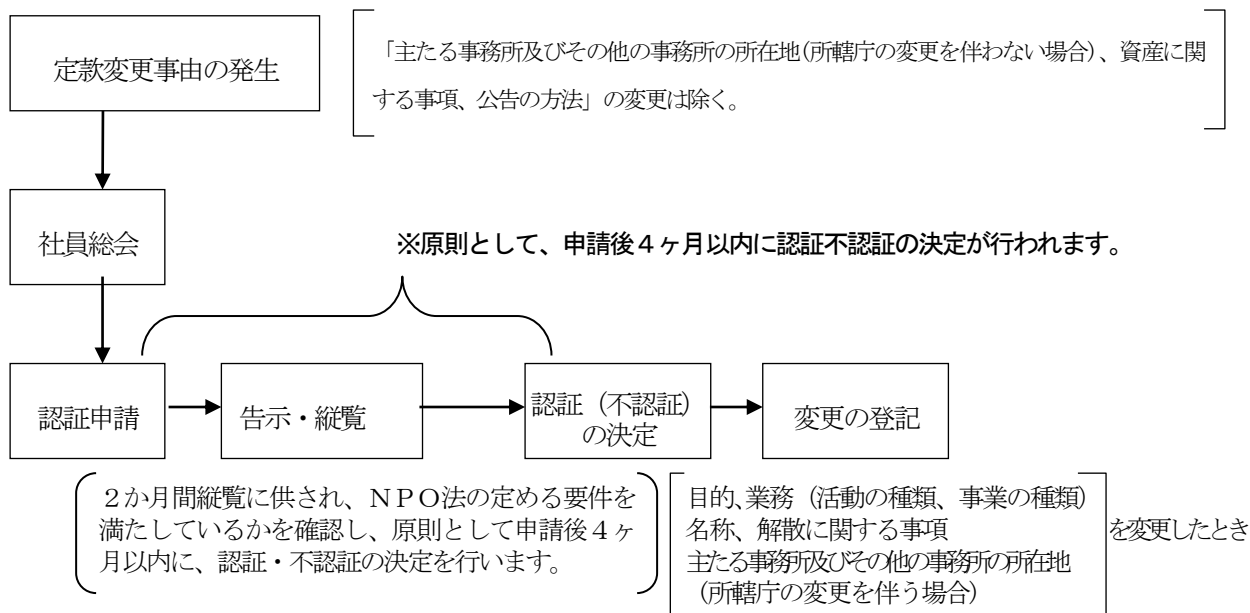 定款変更事由の発生
「主たる事務所及びその他の事務所の所在地(所轄庁の変更を伴わない場合)、資産に関
する事項、公告の方法」の変更は除く。
社員総会
※原則として、申請後４ヶ月以内に認証不認証の決定が行われます。
認証申請
告示・縦覧
認証（不認証）
の決定
変更の登記
２か月間縦覧に供され、ＮＰＯ法の定める要件を
満たしているかを確認し、原則として申請後４ヶ
月以内に、認証・不認証の決定を行います。
目的、業務（活動の種類、事業の種類）
名称、解散に関する事項
主たる事務所及びその他の事務所の所在地
（所轄庁の変更を伴う場合）
を変更したとき